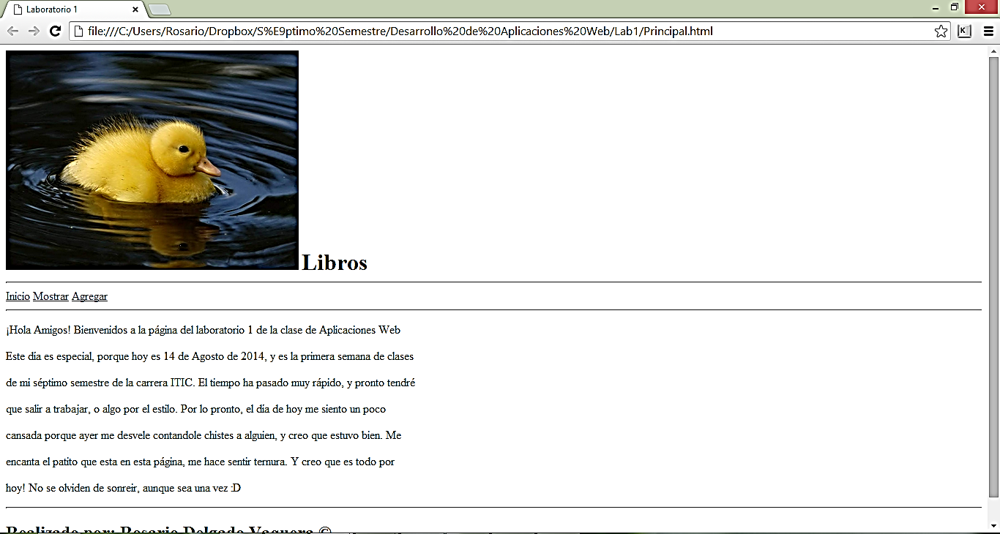 Laboratorio 1
file:///C:/Users/Rosario/Dropbox/S%E9ptimo%20Semestre/Desarrollo%20de%20Aplicaciones%20Web/Lab1/Principal.html
K
Libros
Inicio Mostrar Agregar
¡Hola Amigos! Bienvenidos a la página del laboratorio 1 de la clase de Aplicaciones Web
Este día es especial, porque hoy es 14 de Agosto de 2014, y es la primera semana de clases
de mi séptimo semestre de la carrera ITIC. El tiempo ha pasado muy rápido, y pronto tendré
que salir a trabajar, o algo por el estilo. Por lo pronto, el día de hoy me siento un poco
cansada porque ayer me desvele contandole chistes a alguien, y creo que estuvo bien. Me
encanta el patito que esta en esta página, me hace sentir ternura. Y creo que es todo por
hoy! No se olviden de sonreir, aunque sea una vez :D
Realizado por: Rosario Delgado Vaquera ©